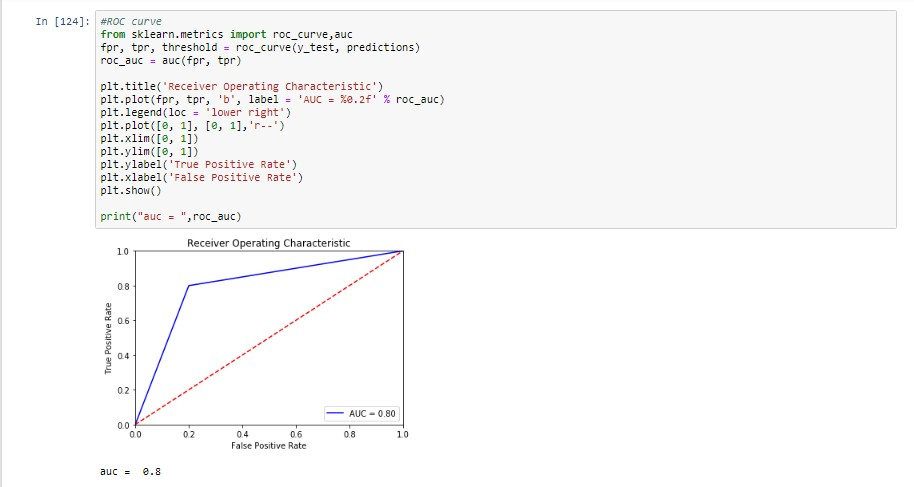 In [124]: #ROC curve
from sklearn.metrics import roc_curve,auc
fpr, tpr, threshold = roc_curve(y_test, predictions)
roc_auc = auc(fpr, tpr)
plt.title('Receiver Operating Characteristic')
plt.plot(fpr, tpr, 'b', label = 'AUC = %0.2f' % roc_auc)
plt.legend(loc = 'lower right')
plt.plot([0, 1], [0, 1],'r--')
plt.xlim([0, 1])
plt.ylim([0, 1])
plt.ylabel('True Positive Rate')
plt.xlabel('False Positive Rate')
plt.show()
print("auc = ",roc_auc)
Receiver Operating Characteristic
1.0
0.8
0.6
0.4
0.2
0.0
True Positive Rate
AUC = 0.80
0.0 0.2 0.4 0.6 0.8 1.0
False Positive Rate
auc =  0.8